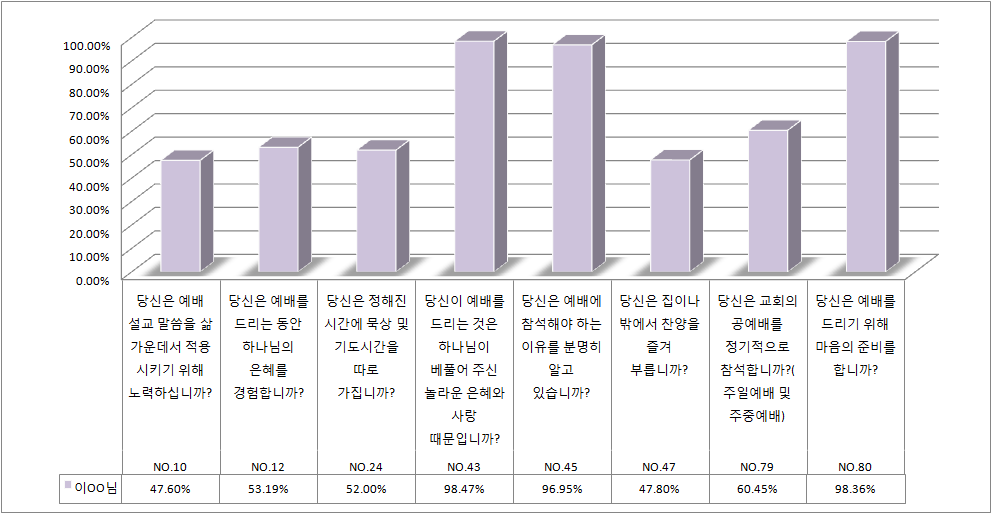 100.00%
90.00%
80.00%
70.00%
60.00%
50.00%
40.00%
30.00%
20.00%
10.00%
0.00%
당신은 예배
설교 말씀을 삶
가운데서 적용
시키기 위해
노력하십니까?
NO.10
당신은 예배를
드리는 동안
하나님의
은혜를
경험합니까?
NO.12
당신은 정해진
시간에 묵상 및
기도시간을
따로
가집니까?
NO.24
당신이 예배를
드리는 것은
하나님이
베풀어 주신
놀라운 은혜와
사랑
때문입니까?
NO.43
당신은 예배에
참석해야 하는
이유를 분명히
알고
있습니까?
NO.45
당신은 집이나
밖에서 찬양을
즐겨
부릅니까?
NO.47
당신은 교회의
공예배를
정기적으로
참석합니까?(
주일예배 및
주중예배)
NO.79
당신은 예배를
드리기 위해
마음의 준비를
합니까?
NO.80
이OO님 47.60% 53.19% 52.00% 98.47% 96.95% 47.80% 60.45% 98.36%